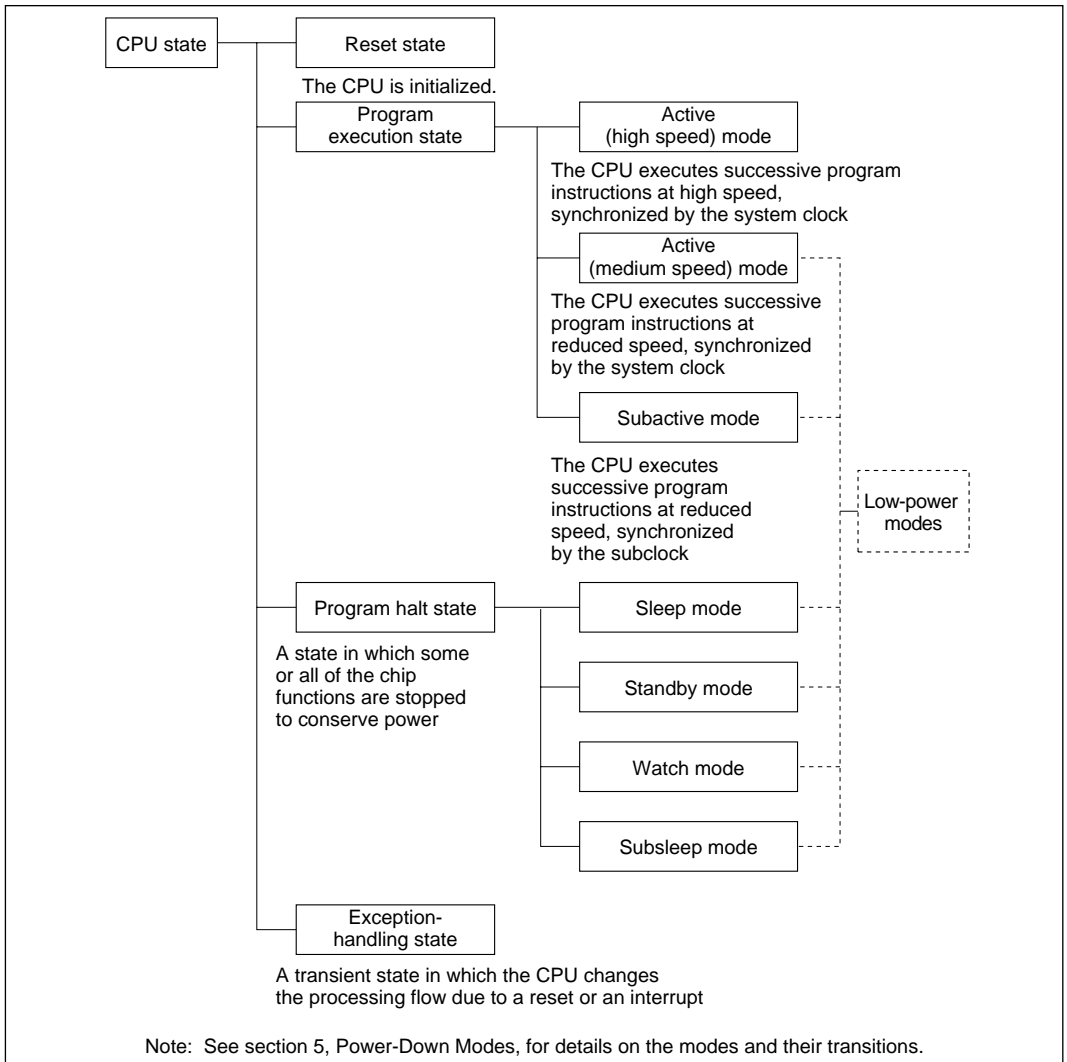 CPU state
Reset state
The CPU is initialized.
Program
execution state
Active
(high speed) mode
The CPU executes successive program
instructions at high speed,
synchronized by the system clock
Active
(medium speed) mode
The CPU executes successive
program instructions at
reduced speed, synchronized
by the system clock
Subactive mode
The CPU executes
successive program
instructions at reduced
speed, synchronized
by the subclock
Low-power
modes
Program halt state
A state in which some
or all of the chip
functions are stopped
to conserve power
Sleep mode
Standby mode
Watch mode
Subsleep mode
Exception-
handling state
A transient state in which the CPU changes
the processing flow due to a reset or an interrupt
Note: See section 5, Power-Down Modes, for details on the modes and their transitions.